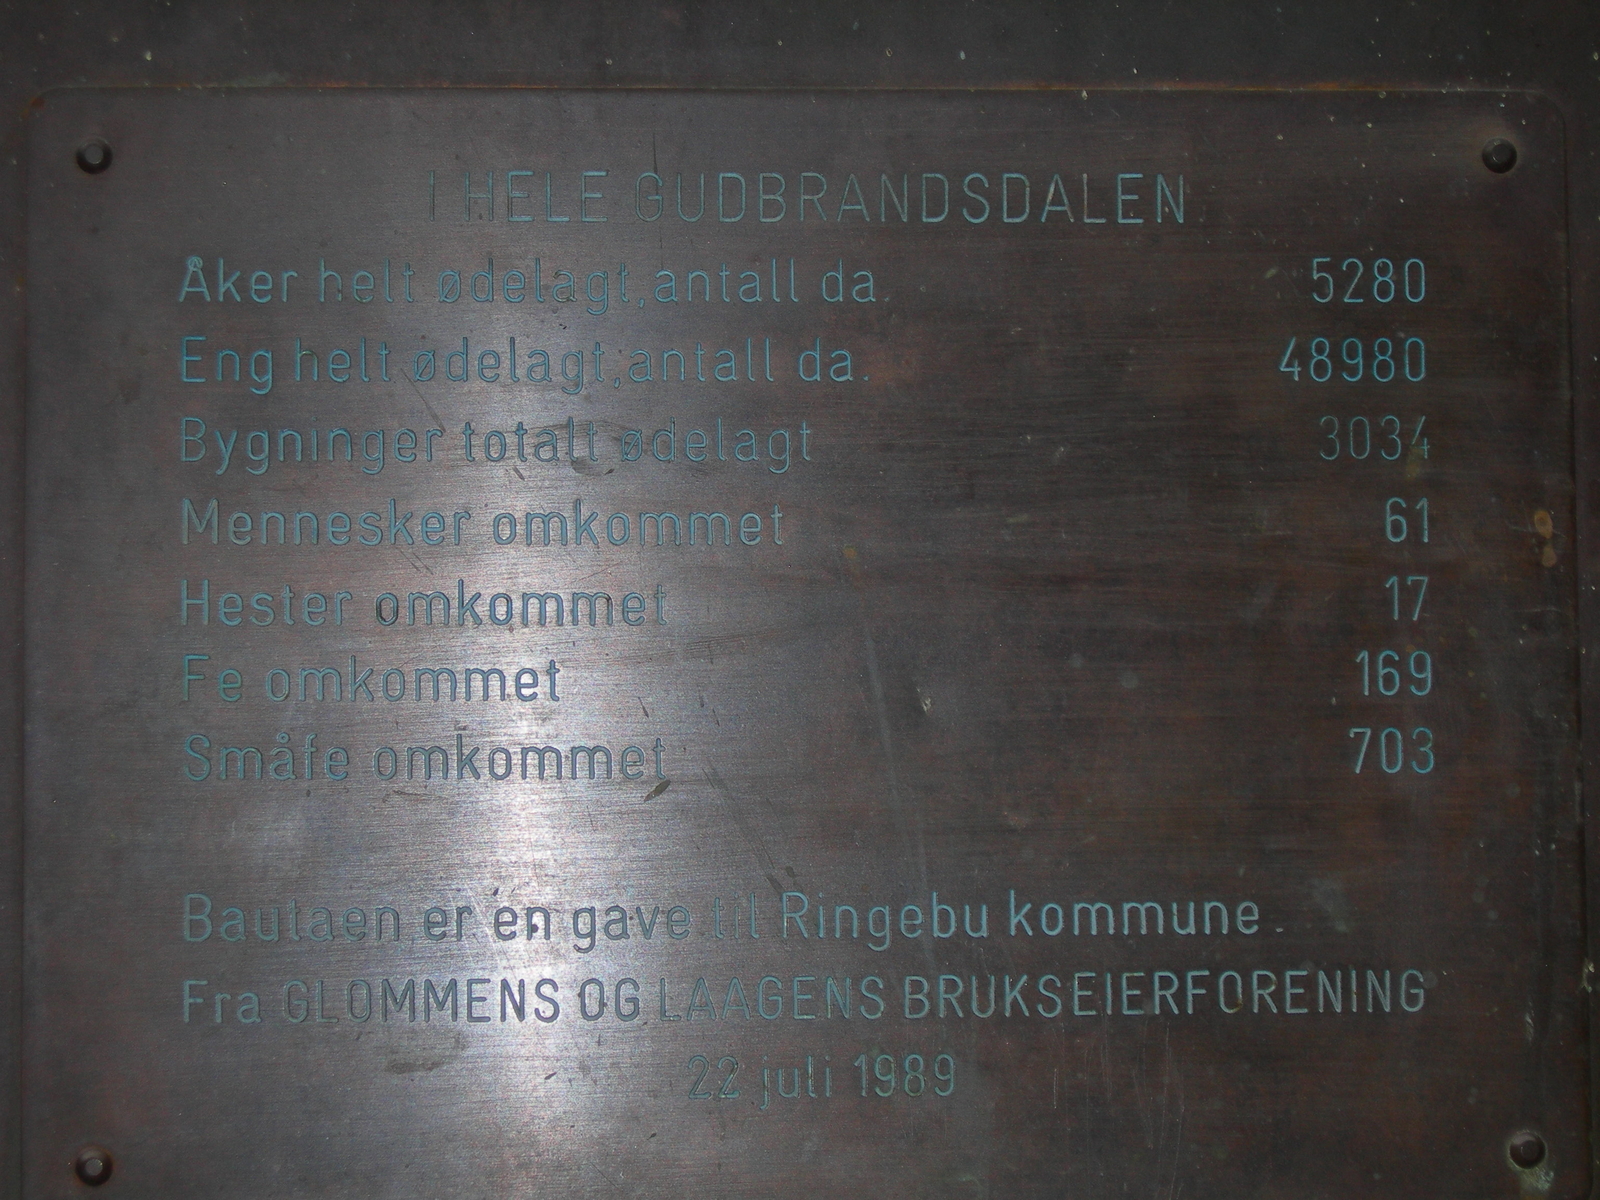 I HELE GUDBRANDSDALEN
Åker helt ødelagt, antall da. 5280
Eng helt ødelagt, antall da. 48980
Bygninger totalt ødelagt 3034
Mennesker omkommet 61
Hester omkommet 17
Fe omkommet 169
Småfe omkommet 703
Bautaen er en gave til Ringebu kommune.
Fra GLOMMENS OG LAAGENS BRUKSEIERFORENING
22 juli 1989